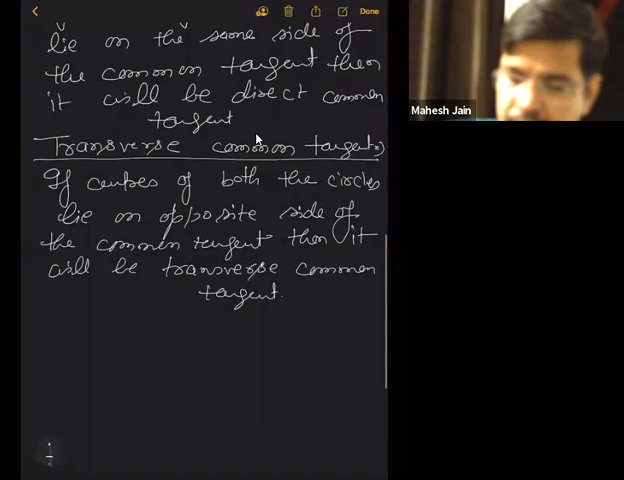 Done
lie on the same side of
the common tangent then
it will be direct common
tangent
Transverse common tangent:)
If centres of both the circles
lie on opposite side of
the common tangent then it
will be transverse common
tangent.
Mahesh Jain